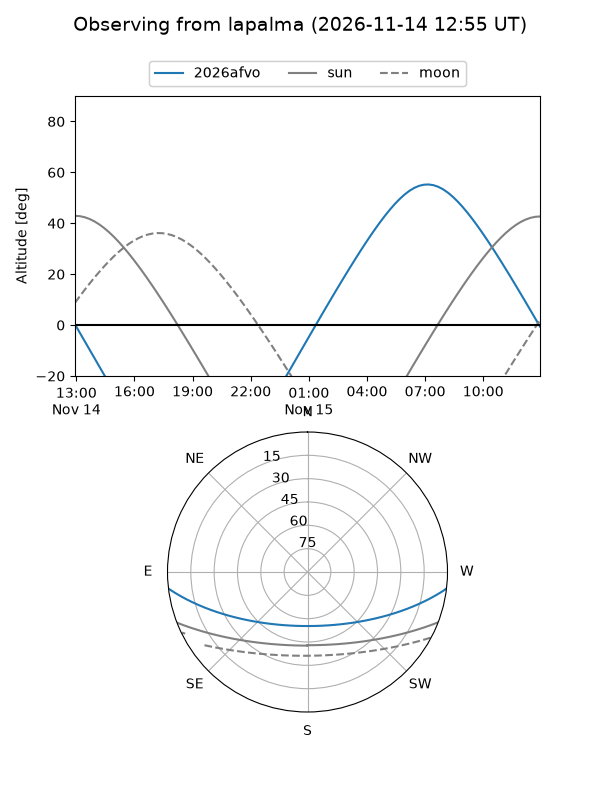 Observing from lapalma (2026-11-14 12:55 UT)
2026afvo sun moon
Altitude [deg]
80
60
40
20
0
−20
13:00 16:00 19:00 22:00 01:00 04:00 07:00 10:00
Nov 14 Nov 15
N
NE NW
15
30
45
60
75
E W
SE SW
S